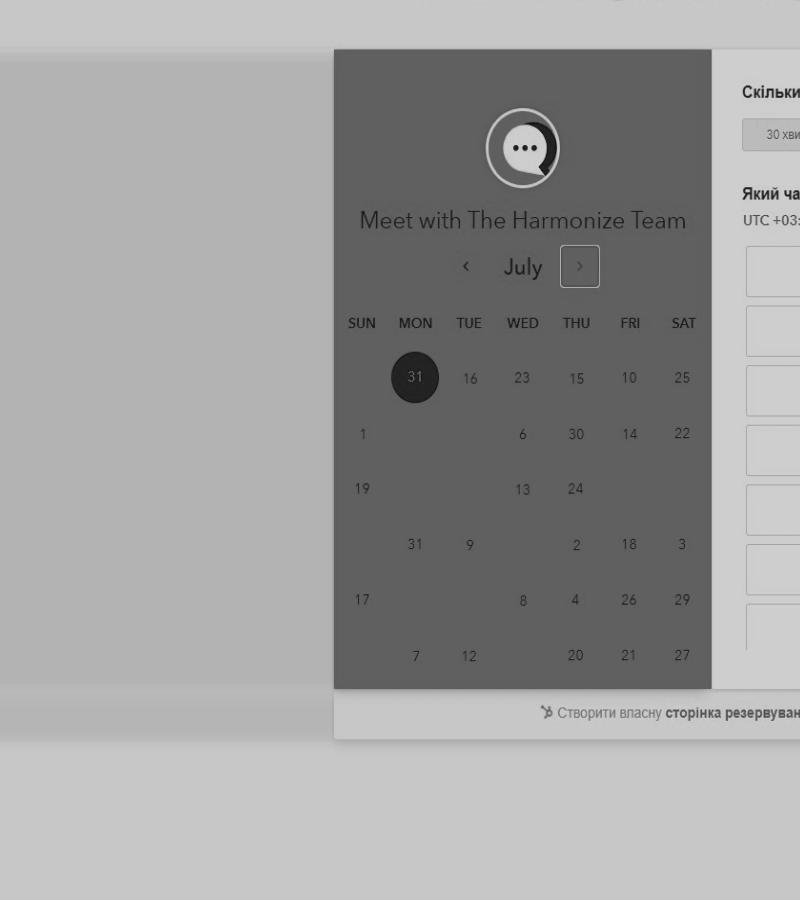 Meet with The Harmonize Team
July
SUN MON TUE WED THU FRI SAT
31 16 23 15 10 25
1 6 30 14 22
19 13 24
31 9 2 18 3
17 8 4 26 29
7 12 20 21 27
Скільки
30 хви
Який ча
UTC +03:
Створити власну сторінка резервуван